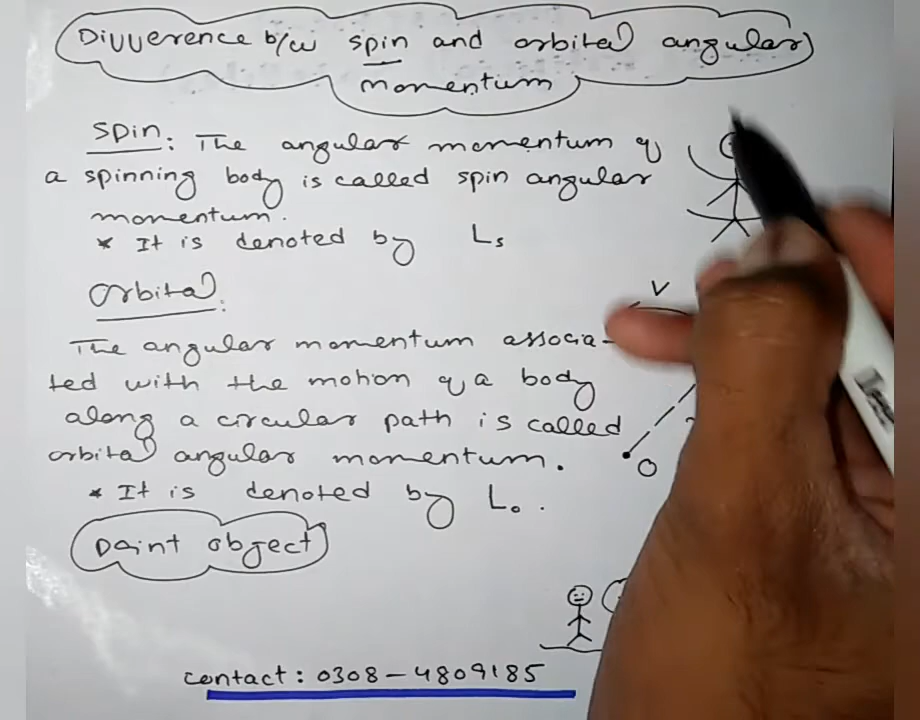 Divverence b/w spin and orbital angular
momentum
Spin: The angular momentum of
a spinning body is called spin angular
momentum.
* It is denoted by Ls
Orbital:
The angular momentum associa-
ted with the motion of a body
along a circular path is called
orbital angular momentum.
* It is denoted by Lo.
point object
V
O
contact: 0308-4809185